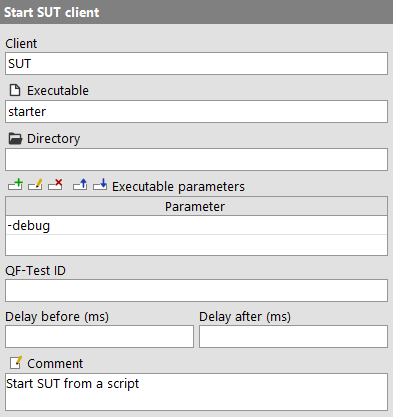 Start SUT client
Client
SUT
Executable
starter
Directory
Executable parameters
Parameter
-debug
QF-Test ID
Delay before (ms) Delay after (ms)
Comment
Start SUT from a script